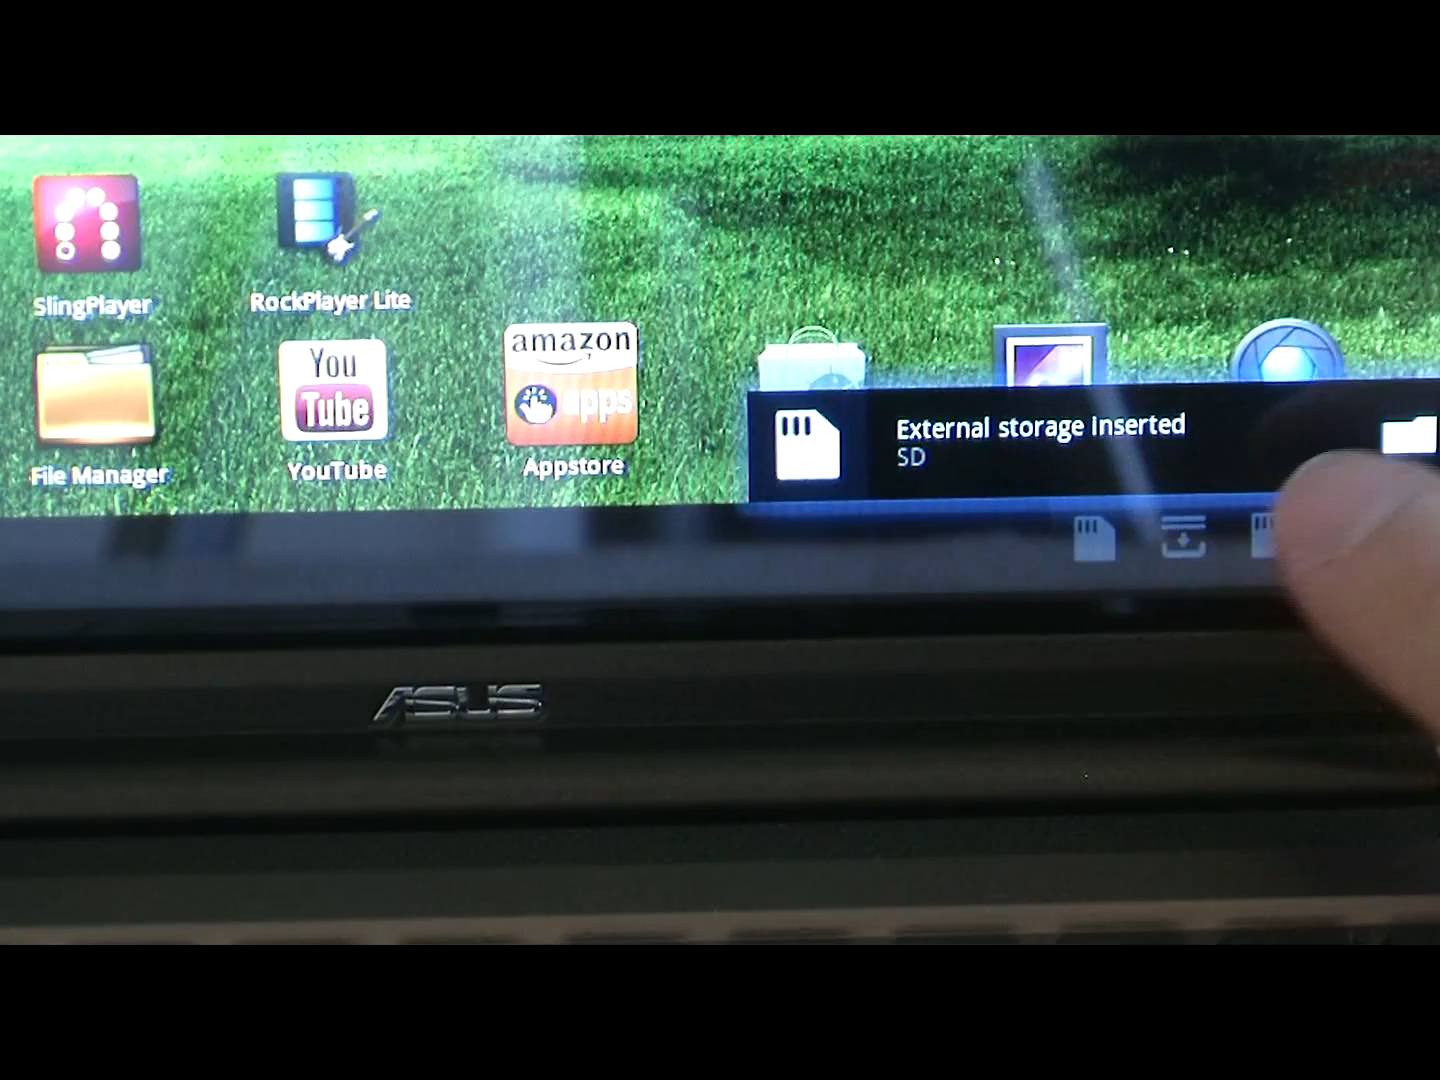 SlingPlayer
RockPlayer Lite
You
Tube
amazon
apps
File Manager
YouTube
Appstore
External storage inserted
SD
ASUS